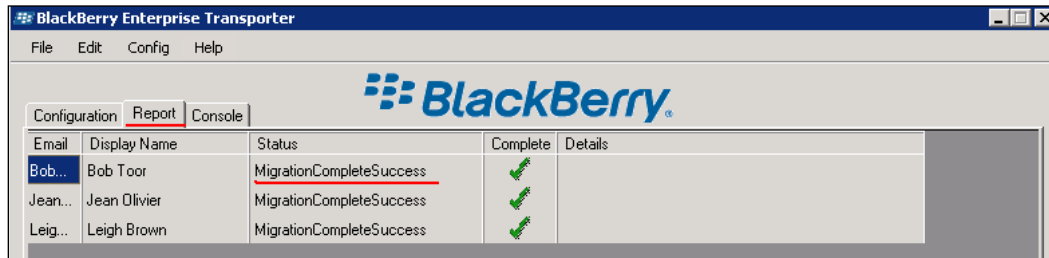 BlackBerry Enterprise Transporter
File Edit Config Help
BlackBerry®
Configuration Report Console
Email Display Name Status Complete Details
Bob... Bob Toor MigrationCompleteSuccess
Jean... Jean Olivier MigrationCompleteSuccess
Leig... Leigh Brown MigrationCompleteSuccess